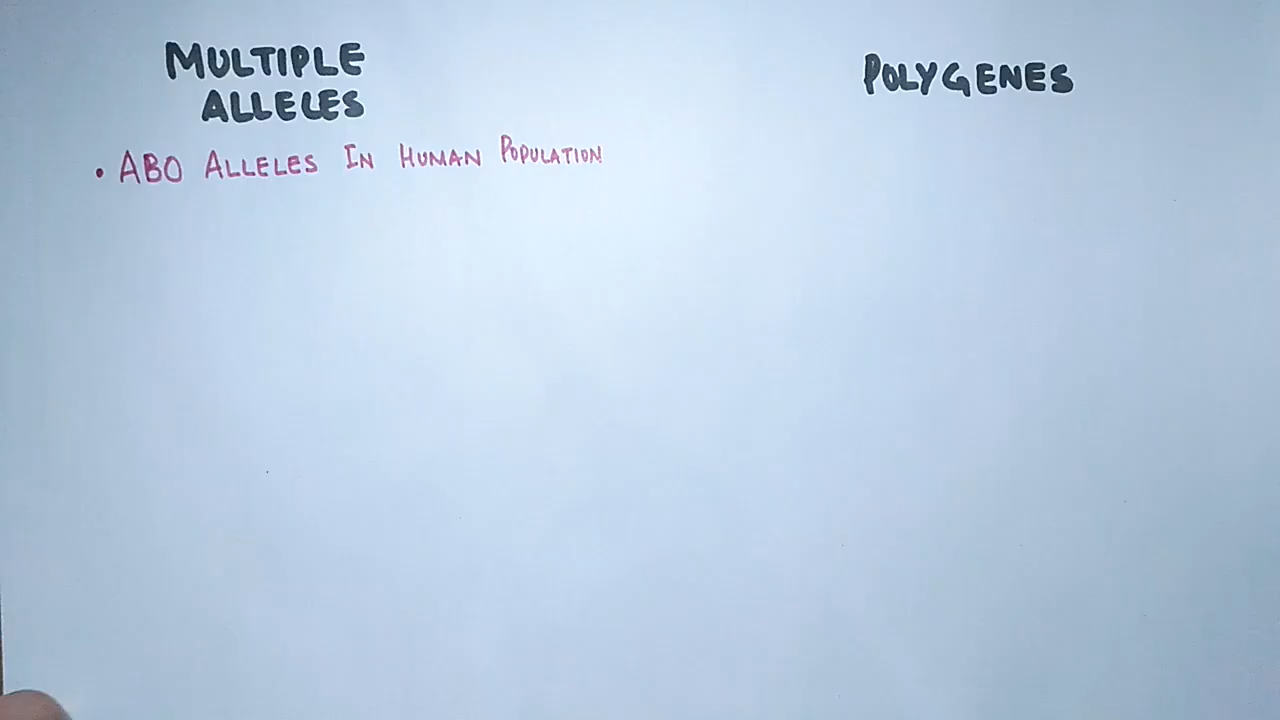 MULTIPLE
ALLELES
POLYGENES
• ABO ALLELES IN HUMAN POPULATION